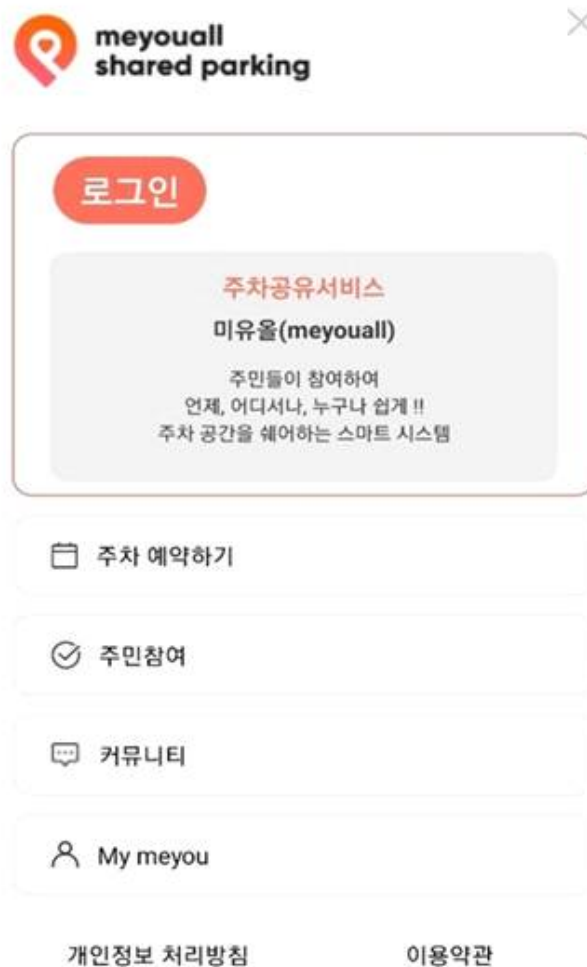 meyouall
shared parking
로그인
주차공유서비스
미유올(meyouall)
주민들이 참여하여
언제, 어디서나, 누구나 쉽게 !!
주차 공간을 쉐어하는 스마트 시스템
주차 예약하기
주민참여
커뮤니티
My meyou
개인정보 처리방침
이용약관